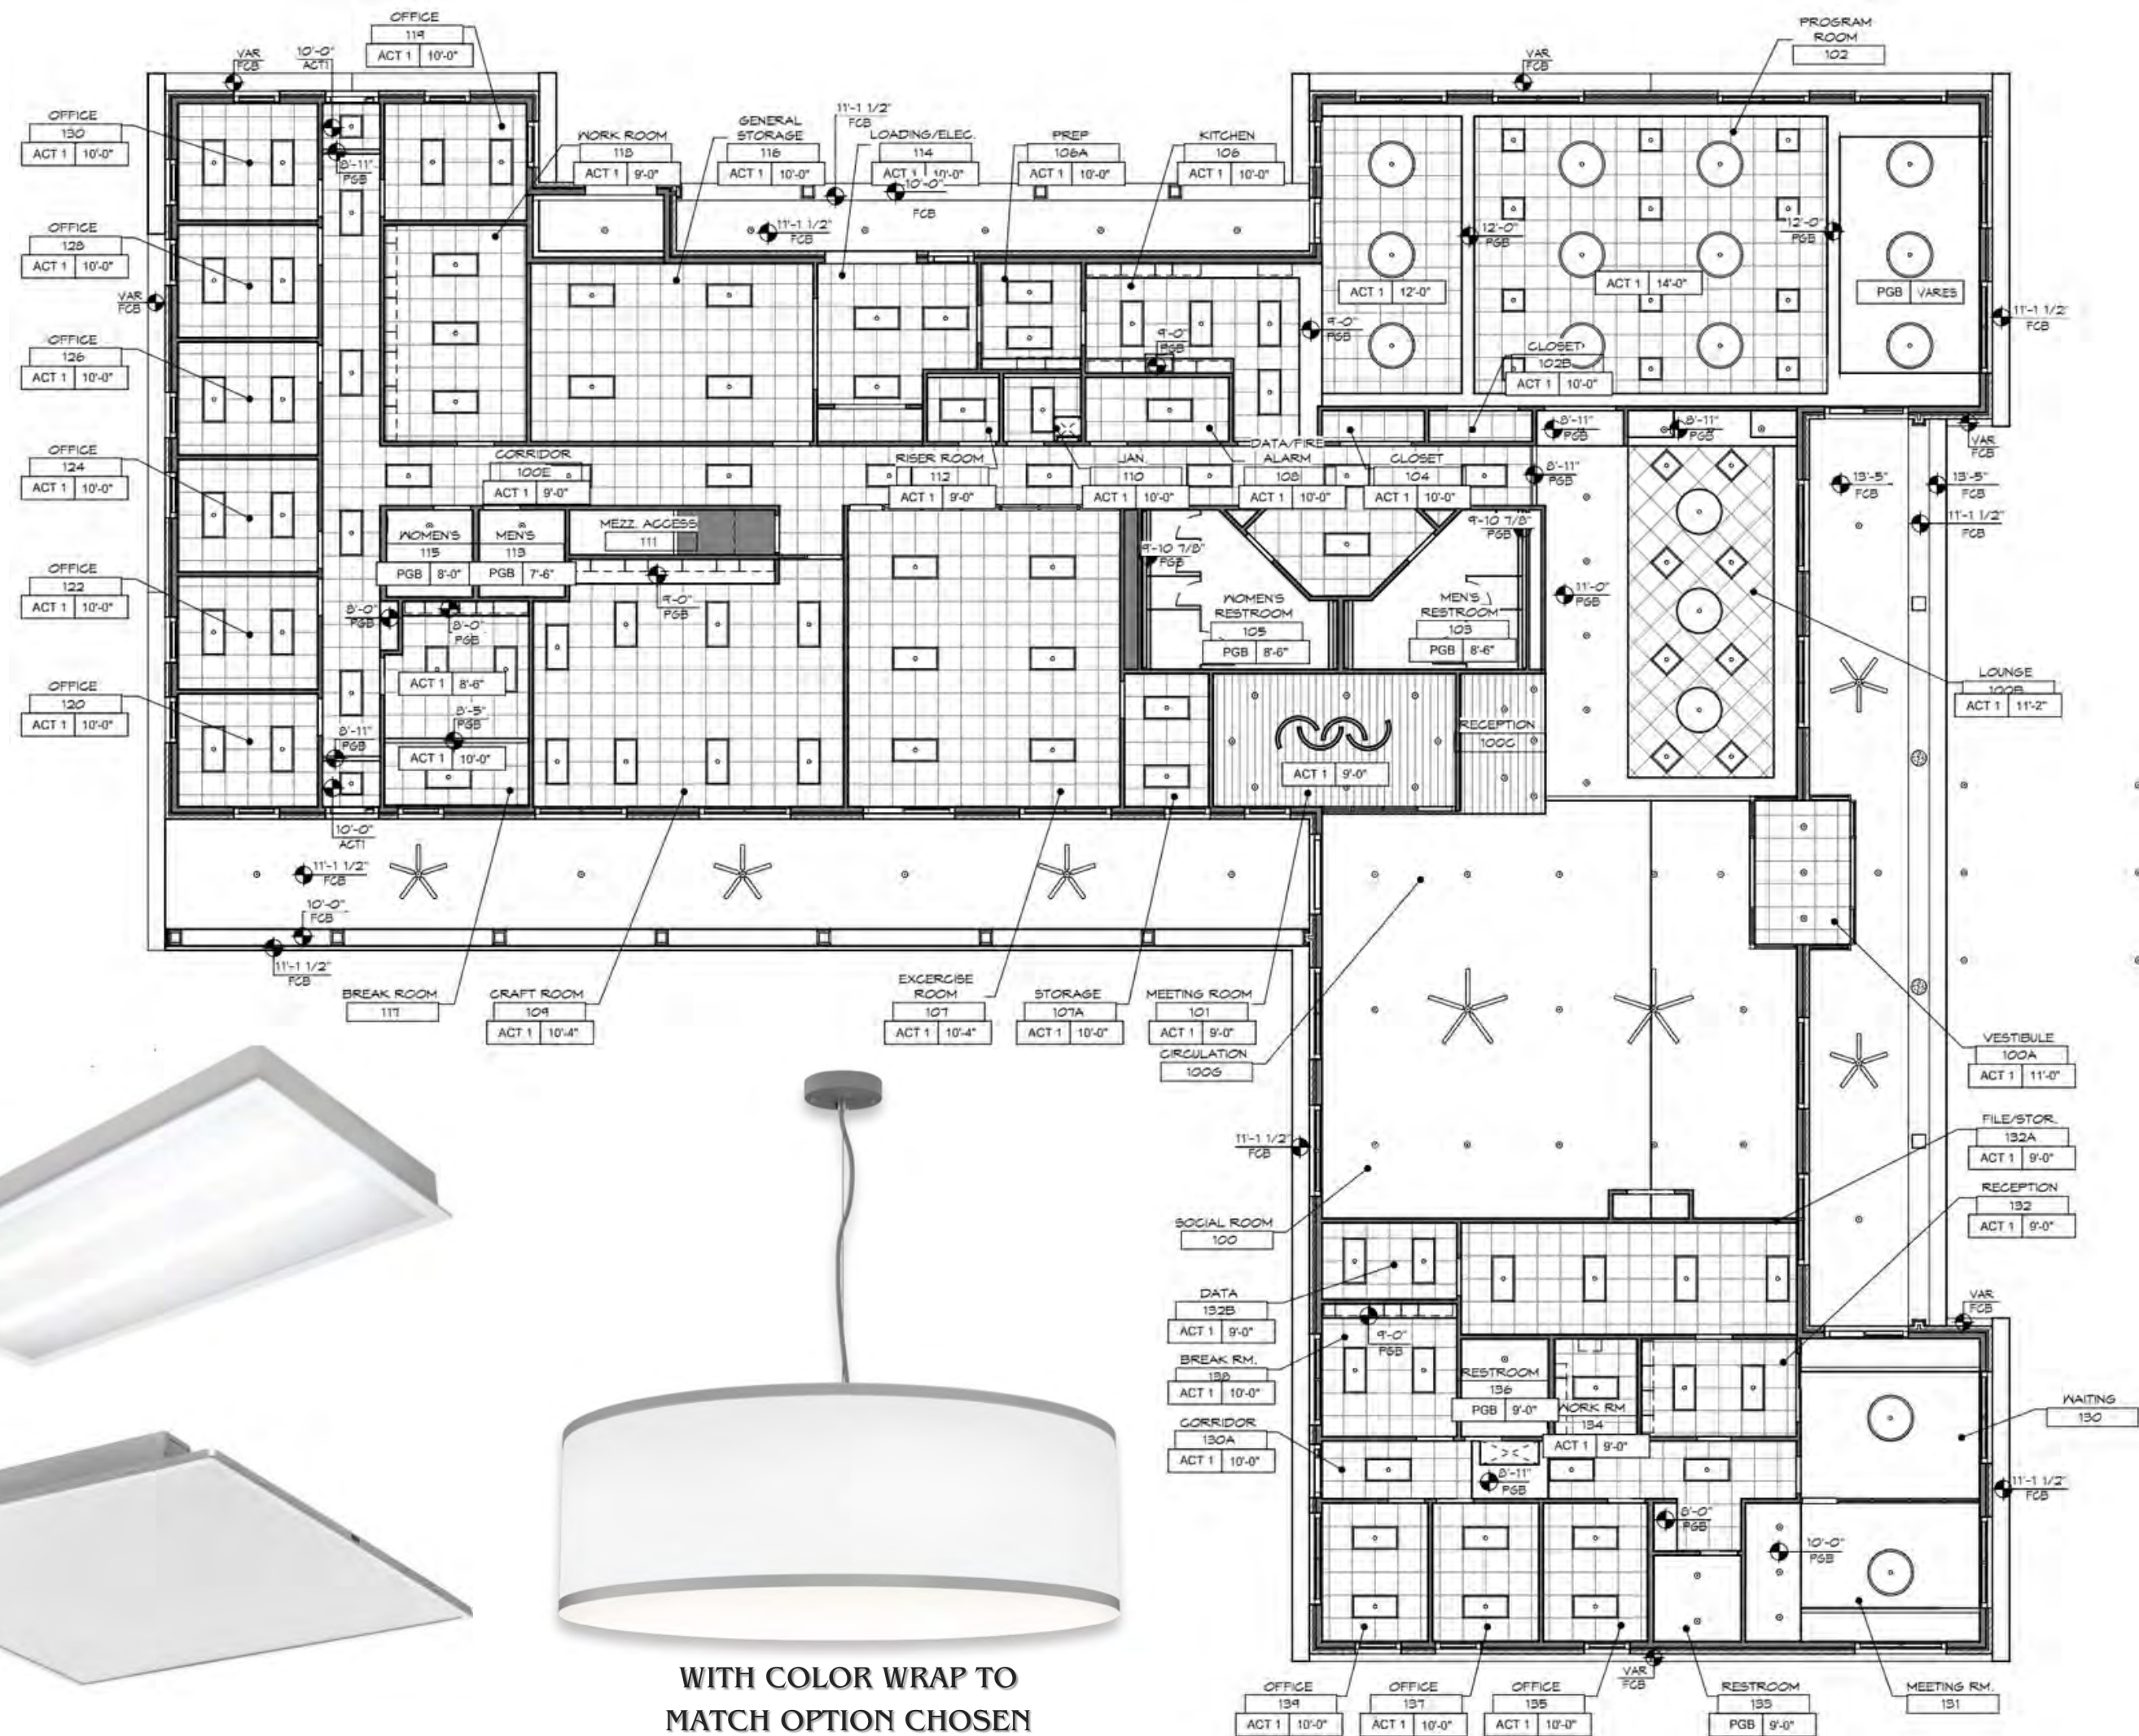 OFFICE
119
ACT 1 10'-0"
VAR
FCB
10'-0"
ACT1
OFFICE
130
ACT 1 10'-0"
8'-11"
PGB
WORK ROOM
118
ACT 1 9'-0"
GENERAL
STORAGE
116
ACT 1 10'-0"
11'-1 1/2"
FCB
LOADING/ELEC.
114
ACT 1 10'-0"
10'-0"
FCB
11'-1 1/2"
FCB
PREP
106A
ACT 1 10'-0"
KITCHEN
106
ACT 1 10'-0"
VAR
FCB
PROGRAM
ROOM
102
OFFICE
128
ACT 1 10'-0"
VAR
FCB
12'-0"
PGB
12'-0"
PGB
ACT 1 12'-0"
ACT 1 14'-0"
PGB VARES
11'-1 1/2"
FCB
9'-0"
PGB
9'-0"
PGB
OFFICE
126
ACT 1 10'-0"
CLOSET
102B
ACT 1 10'-0"
8'-11"
PGB
8'-11"
PGB
VAR
FCB
OFFICE
124
ACT 1 10'-0"
CORRIDOR
100E
ACT 1 9'-0"
RISER ROOM
112
ACT 1 9'-0"
JAN.
110
ACT 1 10'-0"
DATA/FIRE
ALARM
108
ACT 1 10'-0"
CLOSET
104
ACT 1 10'-0"
8'-11"
PGB
13'-5"
FCB
13'-5"
FCB
11'-1 1/2"
FCB
WOMEN'S
115
PGB 8'-0"
MEN'S
113
PGB 7'-6"
MEZZ. ACCESS
111
9'-10 7/8"
PGB
9'-10 7/8"
PGB
OFFICE
122
ACT 1 10'-0"
8'-0"
PGB
8'-0"
PGB
9'-0"
PGB
WOMEN'S
RESTROOM
105
PGB 8'-6"
MEN'S
RESTROOM
103
PGB 8'-6"
11'-0"
PGB
OFFICE
120
ACT 1 10'-0"
ACT 1 8'-6"
8'-5"
PGB
8'-11"
PGB
ACT 1 10'-0"
LOUNGE
100B
ACT 1 11'-2"
RECEPTION
100C
ACT 1 9'-0"
10'-0"
ACT1
11'-1 1/2"
FCB
10'-0"
FCB
11'-1 1/2"
FCB
BREAK ROOM
117
CRAFT ROOM
109
ACT 1 10'-4"
EXCERCISE
ROOM
107
ACT 1 10'-4"
STORAGE
107A
ACT 1 10'-0"
MEETING ROOM
101
ACT 1 9'-0"
CIRCULATION
100G
VESTIBULE
100A
ACT 1 11'-0"
11'-1 1/2"
FCB
FILE/STOR.
132A
ACT 1 9'-0"
RECEPTION
132
ACT 1 9'-0"
SOCIAL ROOM
100
DATA
132B
ACT 1 9'-0"
VAR
FCB
9'-0"
PGB
BREAK RM.
138
ACT 1 10'-0"
RESTROOM
136
PGB 9'-0"
WORK RM.
134
ACT 1 9'-0"
WAITING
130
CORRIDOR
130A
ACT 1 10'-0"
8'-11"
PGB
11'-1 1/2"
FCB
8'-0"
PGB
10'-0"
PGB
WITH COLOR WRAP TO
MATCH OPTION CHOSEN
VAR
FCB
OFFICE
139
ACT 1 10'-0"
OFFICE
137
ACT 1 10'-0"
OFFICE
135
ACT 1 10'-0"
RESTROOM
133
PGB 9'-0"
MEETING RM.
131